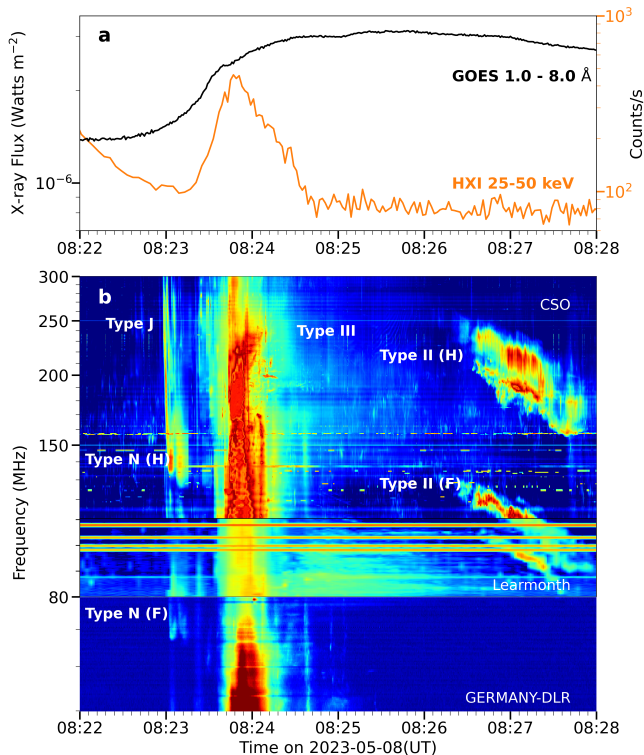 a
10³
GOES 1.0 - 8.0 Å
X-ray Flux (Watts m⁻²)
Counts/s
10⁻⁶
HXI 25-50 keV
10²
08:22 08:23 08:24 08:25 08:26 08:27 08:28
b
300
CSO
250
Type J
Type III
Type II (H)
200
150
Type N (H)
Type II (F)
Frequency (MHz)
Learmonth
80
Type N (F)
GERMANY-DLR
08:22 08:23 08:24 08:25 08:26 08:27 08:28
Time on 2023-05-08(UT)